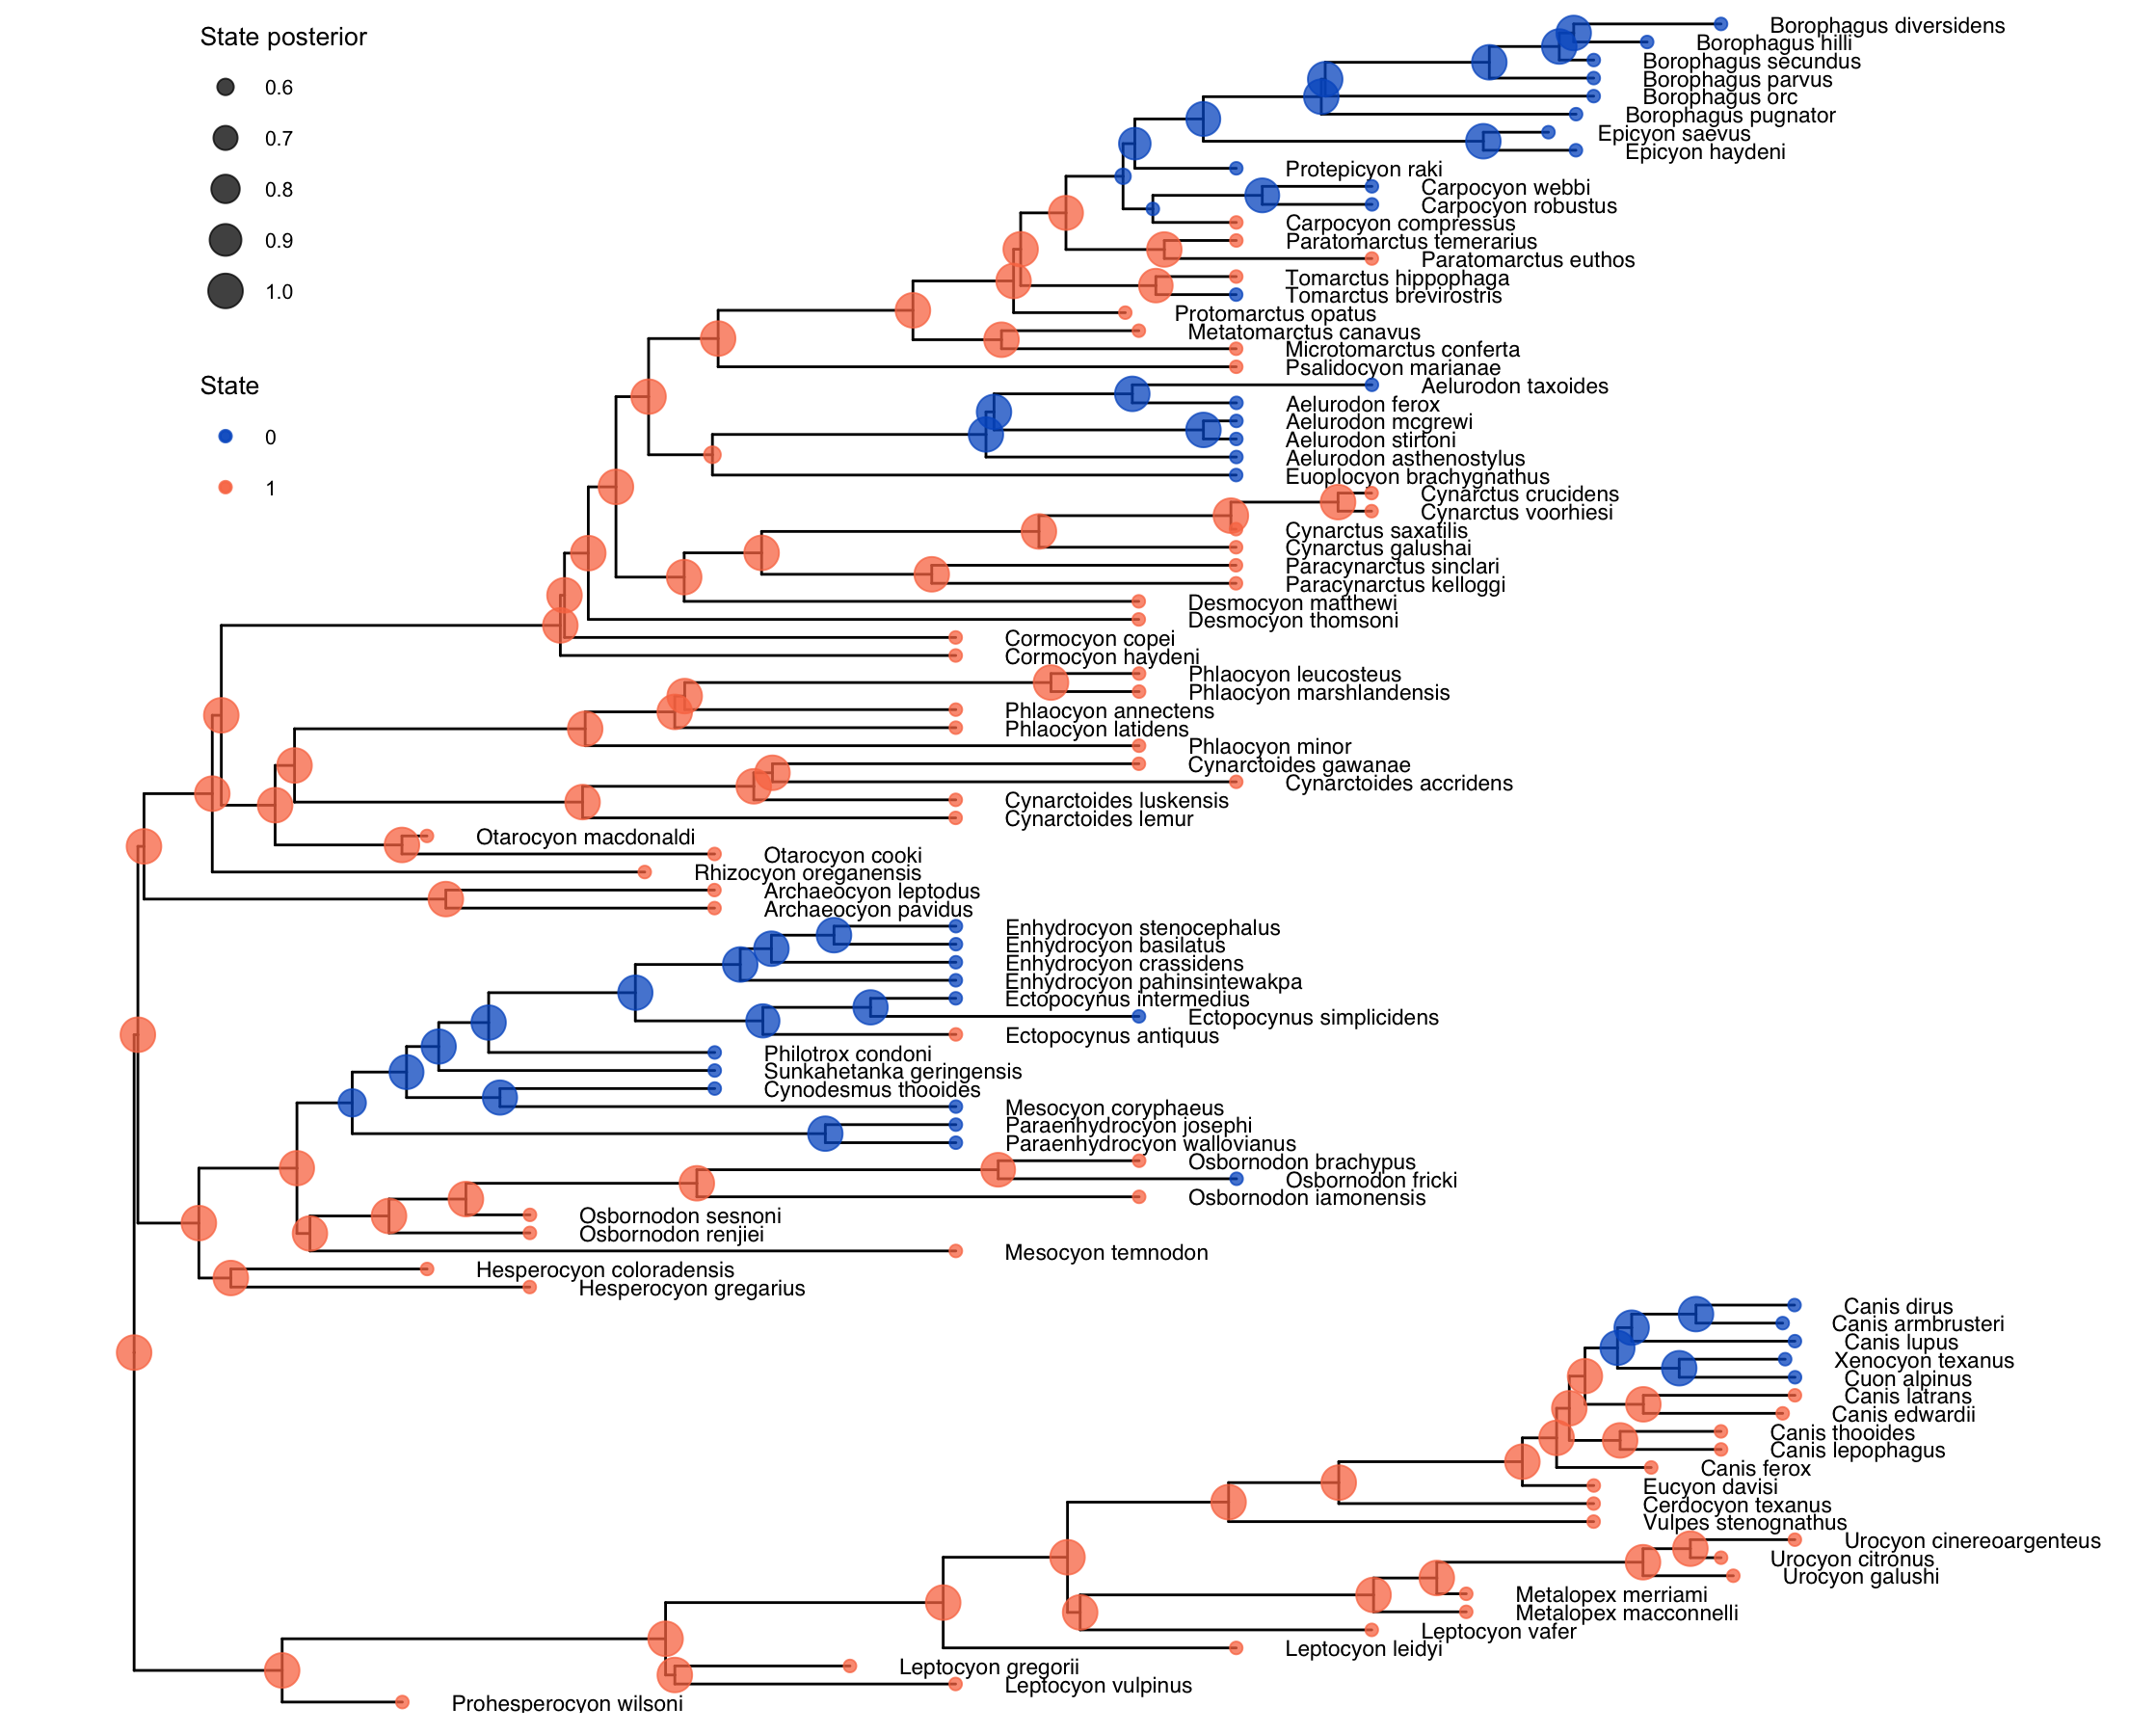 State posterior
0.6
0.7
0.8
0.9
1.0
State
0
1
Borophagus diversidens
Borophagus hilli
Borophagus secundus
Borophagus parvus
Borophagus orc
Borophagus pugnator
Epicyon saevus
Epicyon haydeni
Protepicyon raki
Carpocyon webbi
Carpocyon robustus
Carpocyon compressus
Paratomarctus temerarius
Paratomarctus euthos
Tomarctus hippophaga
Tomarctus brevirostris
Protomarctus opatus
Metatomarctus canavus
Microtomarctus conferta
Psalidocyon marianae
Aelurodon taxoides
Aelurodon ferox
Aelurodon mcgrewi
Aelurodon stirtoni
Aelurodon asthenostylus
Euoplocyon brachygnathus
Cynarctus crucidens
Cynarctus voorhiesi
Cynarctus saxatilis
Cynarctus galushai
Paracynarctus sinclari
Paracynarctus kelloggi
Desmocyon matthewi
Desmocyon thomsoni
Cormocyon copei
Cormocyon haydeni
Phlaocyon leucosteus
Phlaocyon marshlandensis
Phlaocyon annectens
Phlaocyon latidens
Phlaocyon minor
Cynarctoides gawanae
Cynarctoides accridens
Cynarctoides luskensis
Cynarctoides lemur
Otarocyon macdonaldi
Otarocyon cooki
Rhizocyon oreganensis
Archaeocyon leptodus
Archaeocyon pavidus
Enhydrocyon stenocephalus
Enhydrocyon basilatus
Enhydrocyon crassidens
Enhydrocyon pahinsintewakpa
Ectopocynus intermedius
Ectopocynus simplicidens
Ectopocynus antiquus
Philotrox condoni
Sunkahetanka geringensis
Cynodesmus thooides
Mesocyon coryphaeus
Paraenhydrocyon josephi
Paraenhydrocyon wallovianus
Osbornodon brachypus
Osbornodon fricki
Osbornodon iamonensis
Osbornodon sesnoni
Osbornodon renjiei
Mesocyon temnodon
Hesperocyon coloradensis
Hesperocyon gregarius
Canis dirus
Canis armbrusteri
Canis lupus
Xenocyon texanus
Cuon alpinus
Canis latrans
Canis edwardii
Canis thooides
Canis lepophagus
Canis ferox
Eucyon davisi
Cerdocyon texanus
Vulpes stenognathus
Urocyon cinereoargenteus
Urocyon citronus
Urocyon galushi
Metalopex merriami
Metalopex macconnelli
Leptocyon vafer
Leptocyon leidyi
Leptocyon gregorii
Leptocyon vulpinus
Prohesperocyon wilsoni